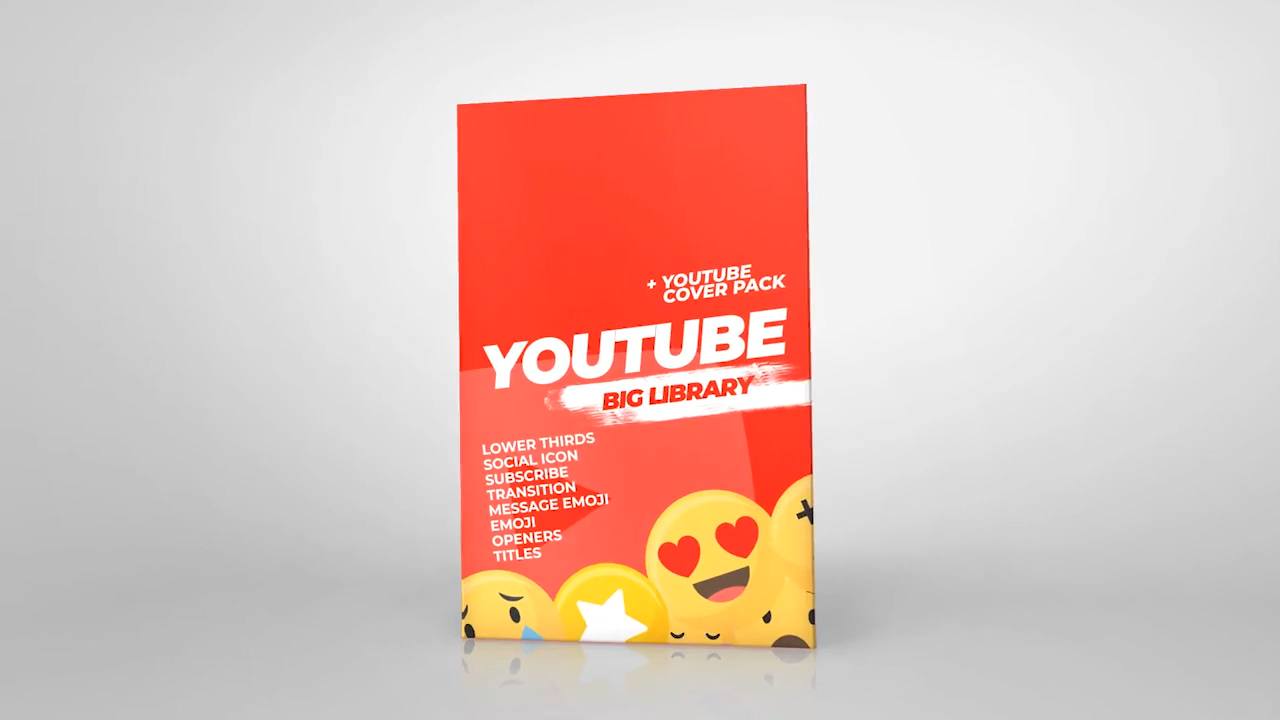 + YOUTUBE
COVER PACK
YOUTUBE
BIG LIBRARY
LOWER THIRDS
SOCIAL ICON
SUBSCRIBE
TRANSITION
MESSAGE EMOJI
EMOJI
OPENERS
TITLES